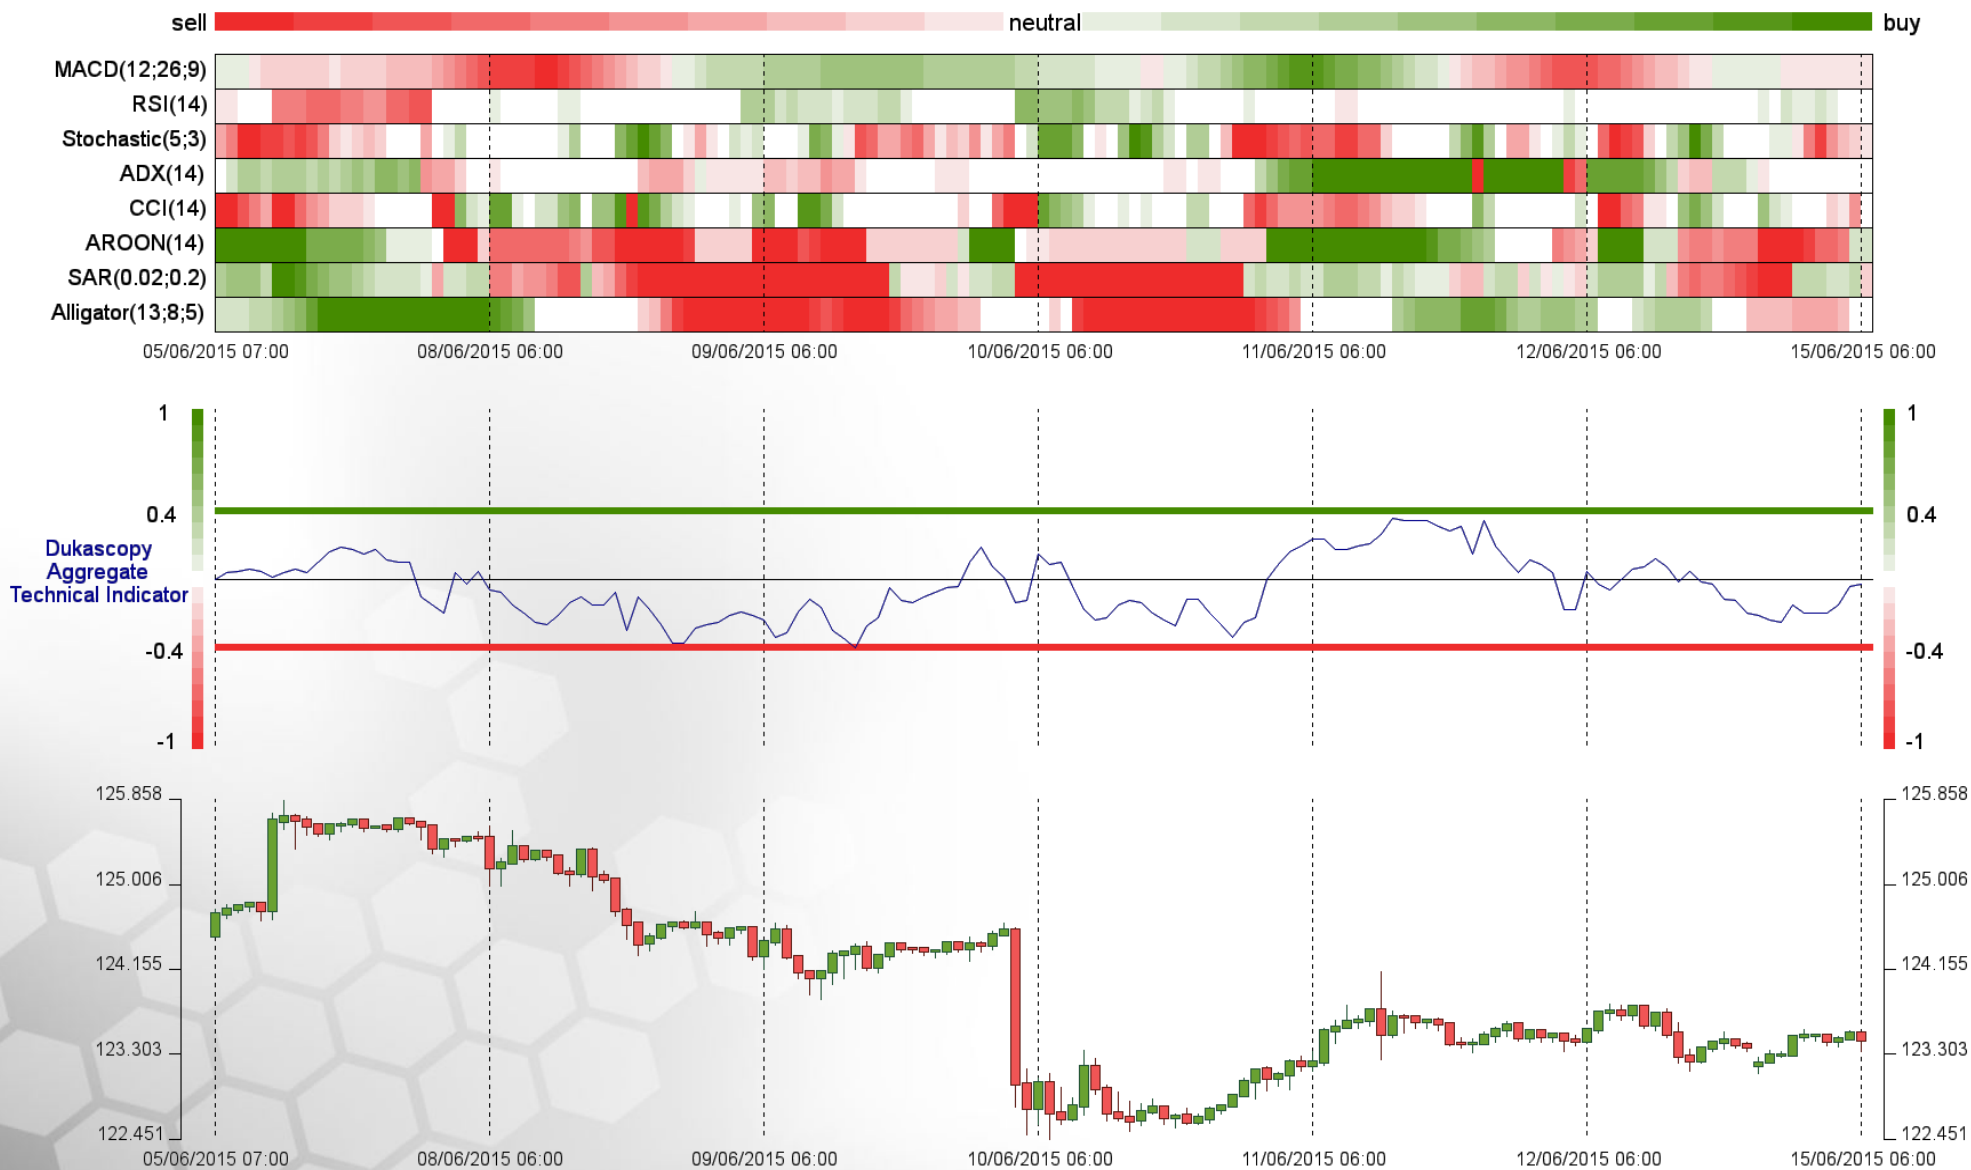 sell neutral buy
MACD(12;26;9)
RSI(14)
Stochastic(5;3)
ADX(14)
CCI(14)
AROON(14)
SAR(0.02;0.2)
Alligator(13;8;5)
05/06/2015 07:00 08/06/2015 06:00 09/06/2015 06:00 10/06/2015 06:00 11/06/2015 06:00 12/06/2015 06:00 15/06/2015 06:00
1 1
0.4 0.4
Dukascopy
Aggregate
Technical Indicator
-0.4 -0.4
-1 -1
125.858 125.858
125.006 125.006
124.155 124.155
123.303 123.303
122.451 122.451
05/06/2015 07:00 08/06/2015 06:00 09/06/2015 06:00 10/06/2015 06:00 11/06/2015 06:00 12/06/2015 06:00 15/06/2015 06:00